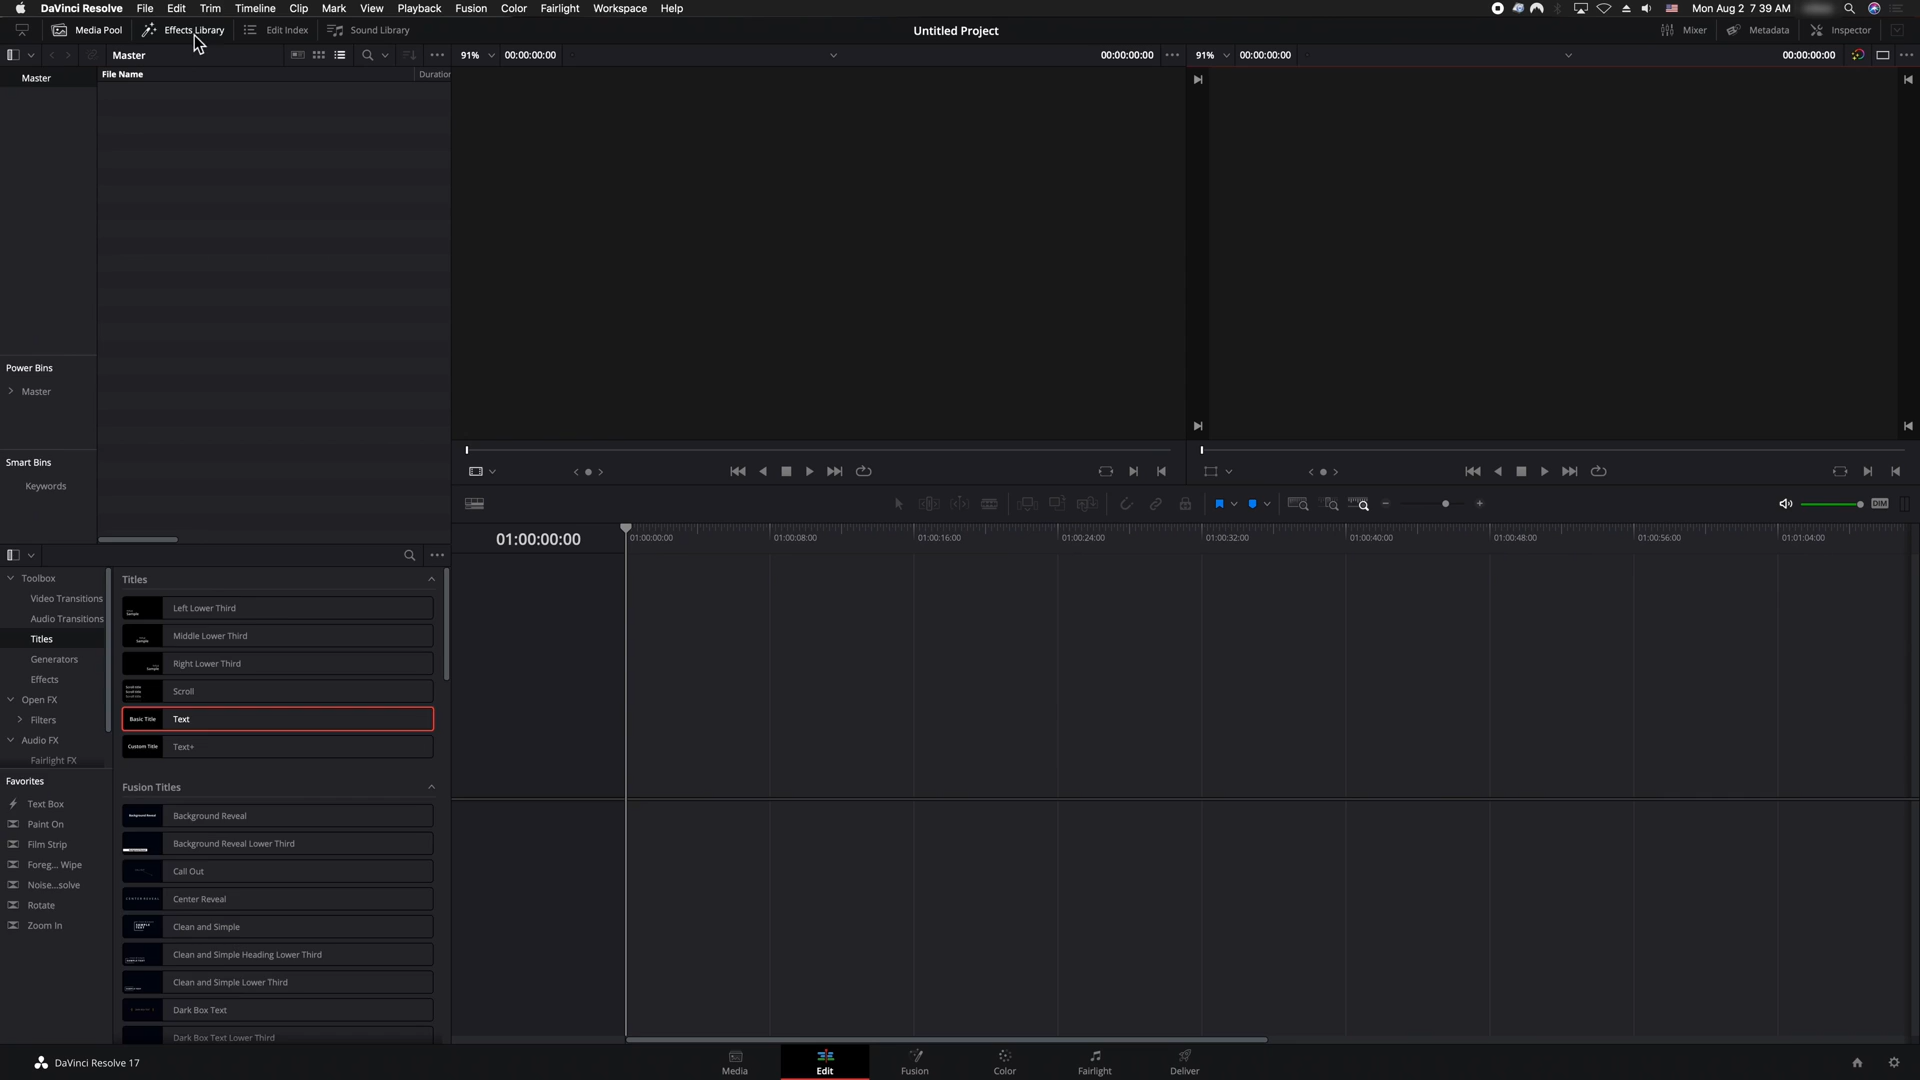 DaVinci Resolve File Edit Trim Timeline Clip Mark View Playback Fusion Color Fairlight Workspace Help Mon Aug 2 7:39 AM
Media Pool Effects Library Edit Index Sound Library Untitled Project Mixer Metadata Inspector
Master 91% 00:00:00:00 00:00:00:00 91% 00:00:00:00 00:00:00:00
Master File Name Duration
Power Bins
Master
Smart Bins
Keywords
DIM
01:00:00:00 01:00:00:00 01:00:08:00 01:00:16:00 01:00:24:00 01:00:32:00 01:00:40:00 01:00:48:00 01:00:56:00 01:01:04:00
Toolbox Titles
Video Transitions
Left Lower Third
Audio Transitions
Titles Middle Lower Third
Generators Right Lower Third
Effects
Scroll
Open FX
Filters Basic Title Text
Audio FX Custom Title Text+
Fairlight FX
Favorites Fusion Titles
Text Box Background Reveal
Paint On
Film Strip Background Reveal Lower Third
Foreg... Wipe Call Out
Noise...solve
Rotate Center Reveal
Zoom In Clean and Simple
Clean and Simple Heading Lower Third
Clean and Simple Lower Third
Dark Box Text
Dark Box Text Lower Third
DaVinci Resolve 17 Media Edit Fusion Color Fairlight Deliver